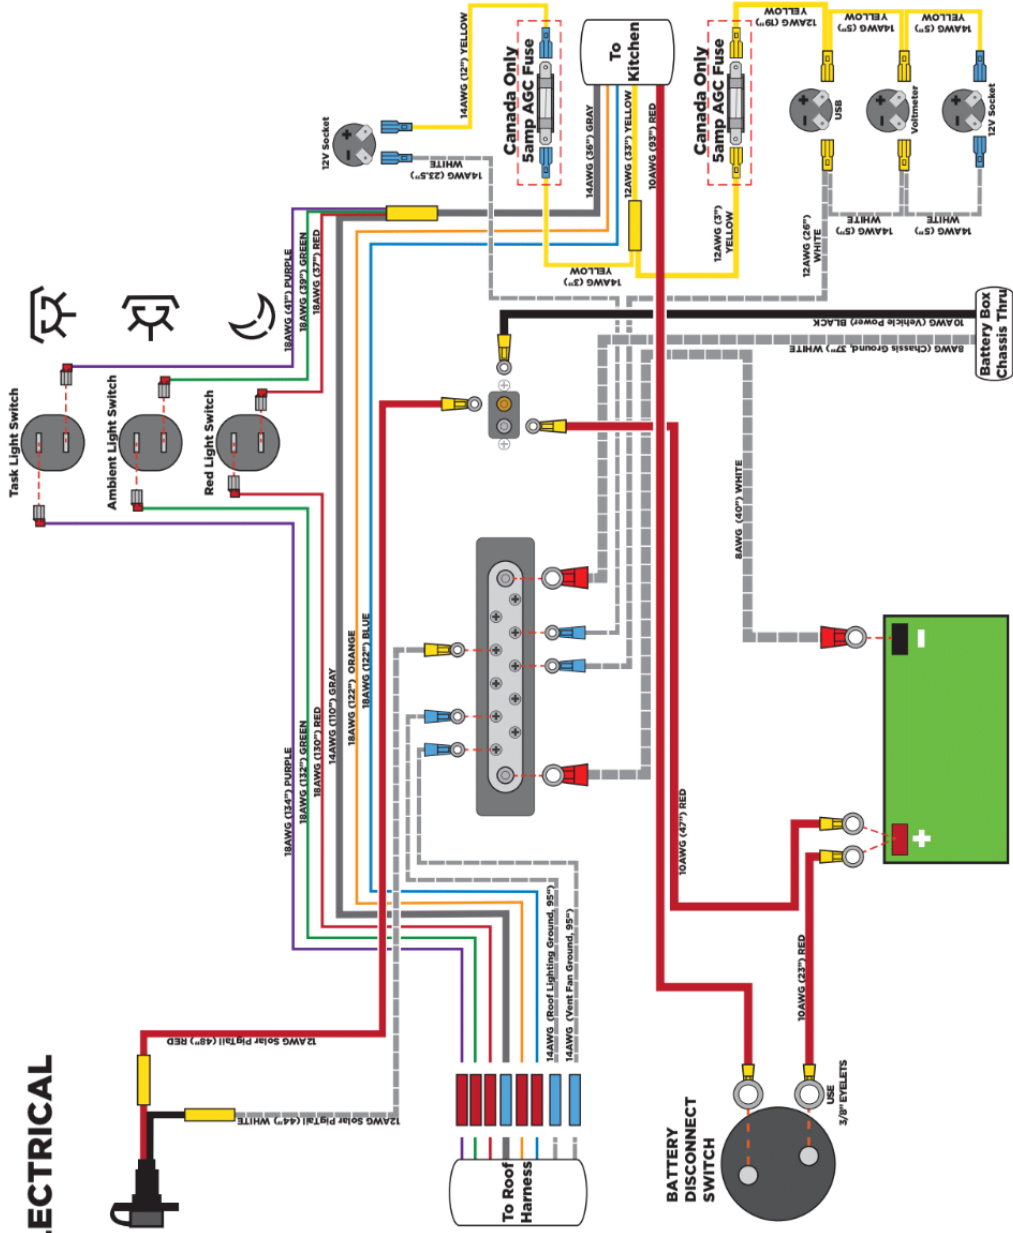 14AWG (12") YELLOW
Canada Only
5amp AGC Fuse
To
Kitchen
Canada Only
5amp AGC Fuse
12AWG (19")
YELLOW
14AWG (5")
YELLOW
14AWG (5")
YELLOW
12V Socket
14AWG (23.5")
WHITE
14AWG (36") GRAY
12AWG (33") YELLOW
10AWG (93") RED
USB
Voltmeter
12V Socket
14AWG (3")
YELLOW
12AWG (3")
YELLOW
12AWG (26")
WHITE
14AWG (5")
WHITE
14AWG (5")
WHITE
18AWG (41") PURPLE
18AWG (39") GREEN
18AWG (37") RED
10AWG (Vehicle Power) BLACK
8AWG (Chassis Ground, 37") WHITE
Battery Box
Chassis Thru
Task Light Switch
Ambient Light Switch
Red Light Switch
8AWG (40") WHITE
18AWG (134") PURPLE
18AWG (132") GREEN
18AWG (130") RED
14AWG (110") GRAY
18AWG (122") ORANGE
18AWG (122") BLUE
+
-
10AWG (47") RED
10AWG (23") RED
14AWG (Roof Lighting Ground, 95")
14AWG (Vent Fan Ground, 95")
12AWG Solar PigTail (48") RED
12AWG Solar PigTail (44") WHITE
LECTRICAL
To Roof
Harness
BATTERY
DISCONNECT
SWITCH
USE
3/8" EYELETS